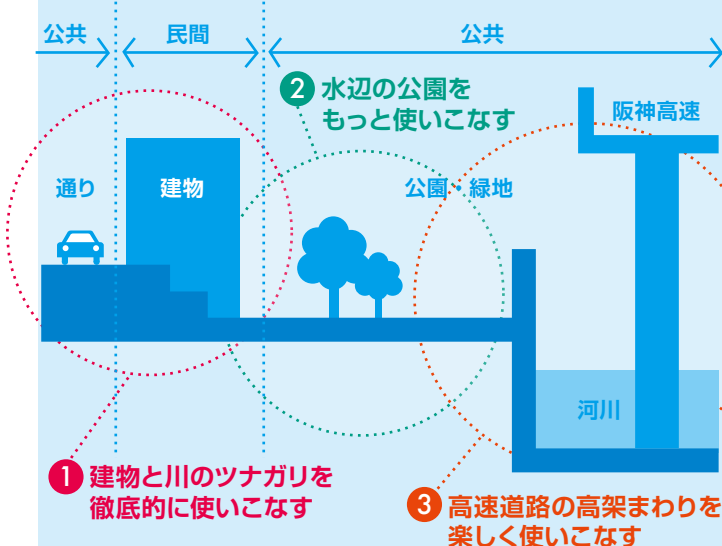 公共
民間
公共
2 水辺の公園を
もっと使いこなす
阪神高速
通り
建物
公園・緑地
河川
1 建物と川のツナガリを
徹底的に使いこなす
3 高速道路の高架まわりを
楽しく使いこなす